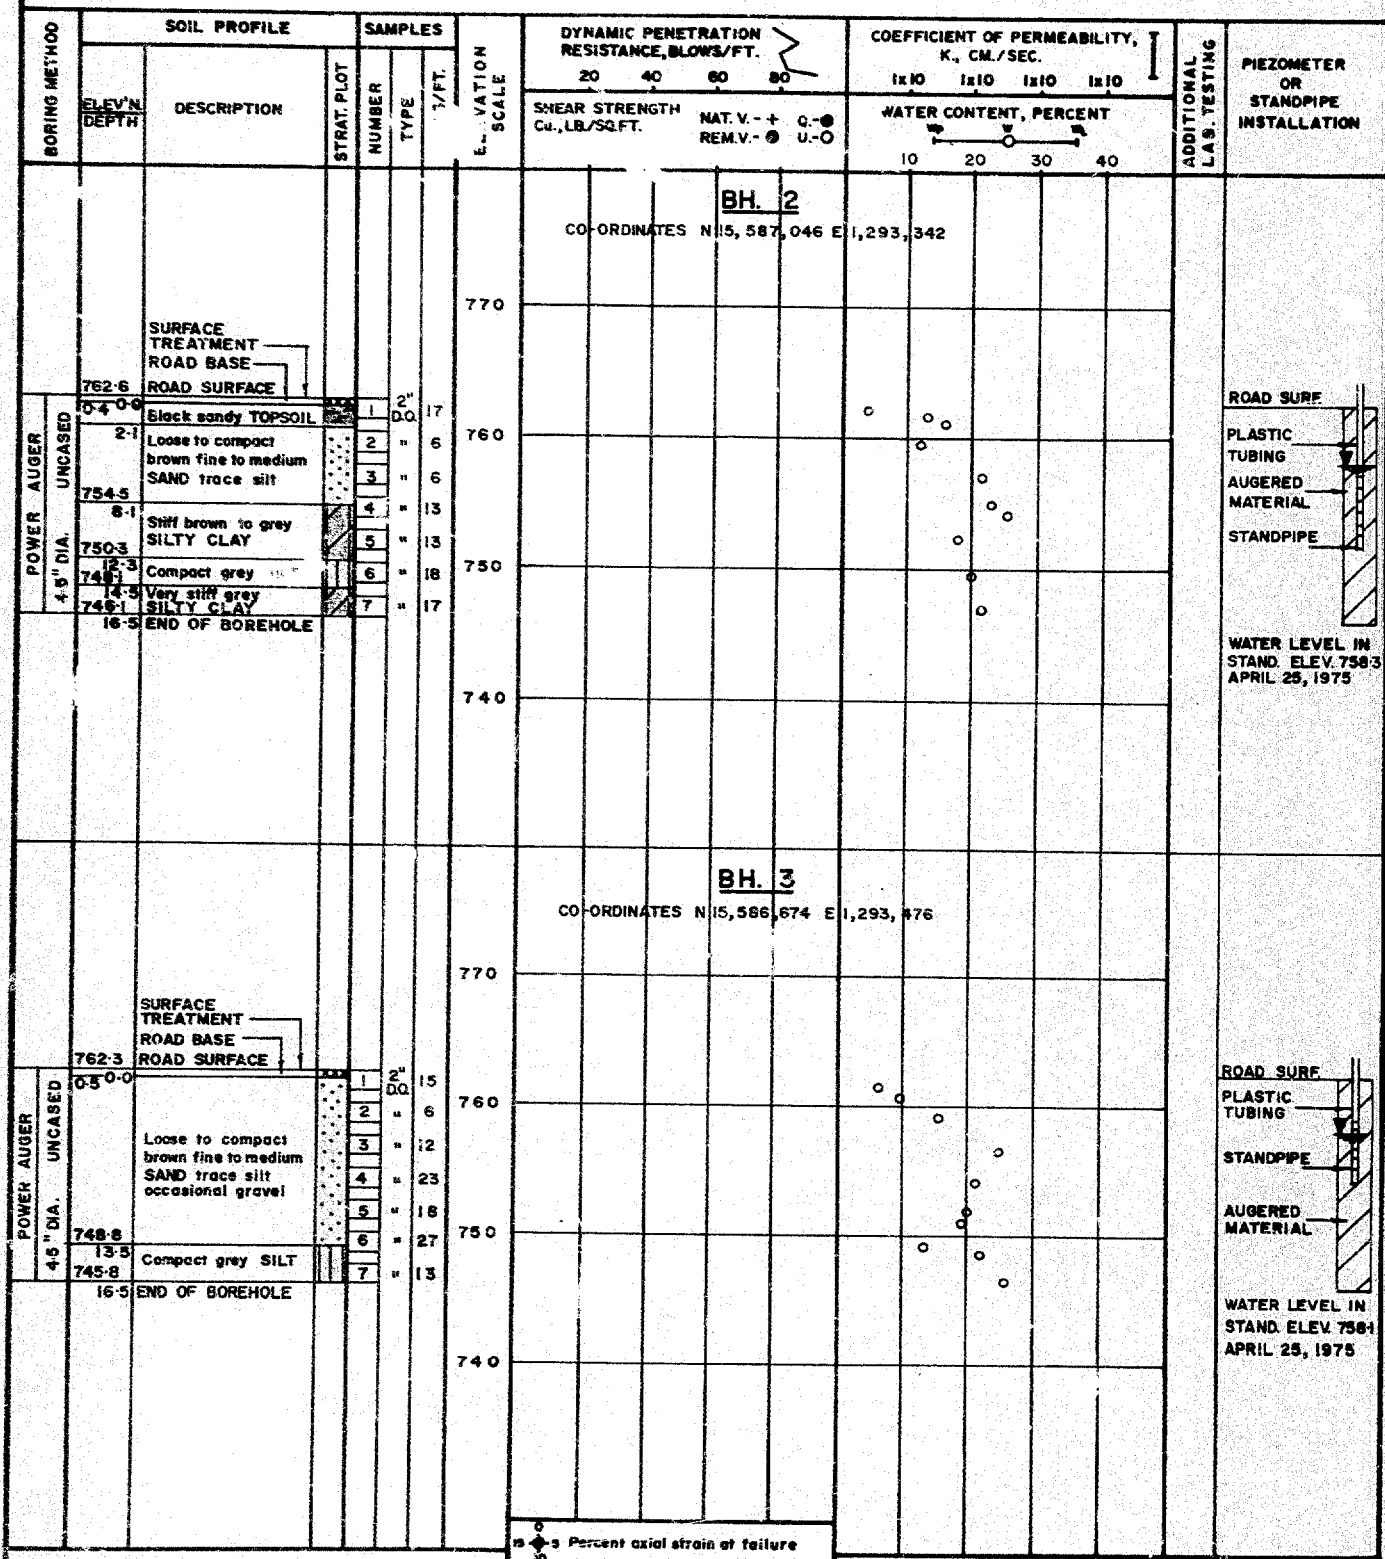 BORING METHOD
SOIL PROFILE
ELEV'N.
DEPTH
DESCRIPTION
STRAT. PLOT
SAMPLES
NUMBER
TYPE
/FT.
SCALE
DYNAMIC PENETRATION
RESISTANCE, BLOWS/FT.
20 40 60 80
SHEAR STRENGTH
Cu., LB./SQ.FT.
NAT. V.- + Q.-●
REM.V.- U.-O
COEFFICIENT OF PERMEABILITY,
K., CM./SEC.
1x10 1x10 1x10 1x10
WATER CONTENT, PERCENT
Wp W
10 20 30 40
ADDITIONAL
LAB. TESTING
PIEZOMETER
OR
STANDPIPE
INSTALLATION
BH. 2
CO-ORDINATES N 15, 587,046 E 1,293,342
770
760
750
740
SURFACE
TREATMENT
ROAD BASE
762.6 ROAD SURFACE
0.0
0.4 Black sandy TOPSOIL
2.1
Loose to compact
brown fine to medium
SAND trace silt
754.5
8.1
Stiff brown to grey
SILTY CLAY
750.3
12.3
Compact grey
748.1
14.5 Very stiff grey
746.1 SILTY CLAY
16.5 END OF BOREHOLE
POWER AUGER
4.5" DIA. UNCASED
1 2" D.O. 17
2 " 6
3 " 6
4 " 13
5 " 13
6 " 18
7 " 17
ROAD SURF.
PLASTIC
TUBING
AUGERED
MATERIAL
STANDPIPE
WATER LEVEL IN
STAND. ELEV. 758.3
APRIL 25, 1975
BH. 3
CO-ORDINATES N 15,586,674 E 1,293,476
770
760
750
740
SURFACE
TREATMENT
ROAD BASE
762.3 ROAD SURFACE
0.0
0.5
Loose to compact
brown fine to medium
SAND trace silt
occasional gravel
748.8
13.5
Compact grey SILT
745.8
16.5 END OF BOREHOLE
POWER AUGER
4.5" DIA. UNCASED
1 2" D.O. 15
2 " 6
3 " 12
4 " 23
5 " 18
6 " 27
7 " 13
ROAD SURF.
PLASTIC
TUBING
STANDPIPE
AUGERED
MATERIAL
WATER LEVEL IN
STAND. ELEV. 758.1
APRIL 25, 1975
15 5 Percent axial strain at failure